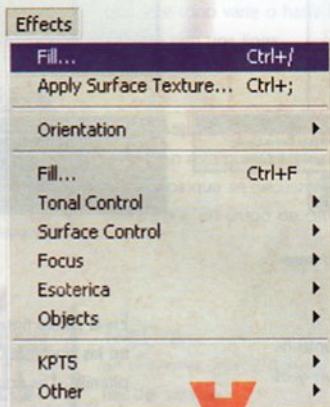 Effects
Fill... Ctrl+/
Apply Surface Texture... Ctrl+;
Orientation
Fill... Ctrl+F
Tonal Control
Surface Control
Focus
Esoterica
Objects
KPT5
Other